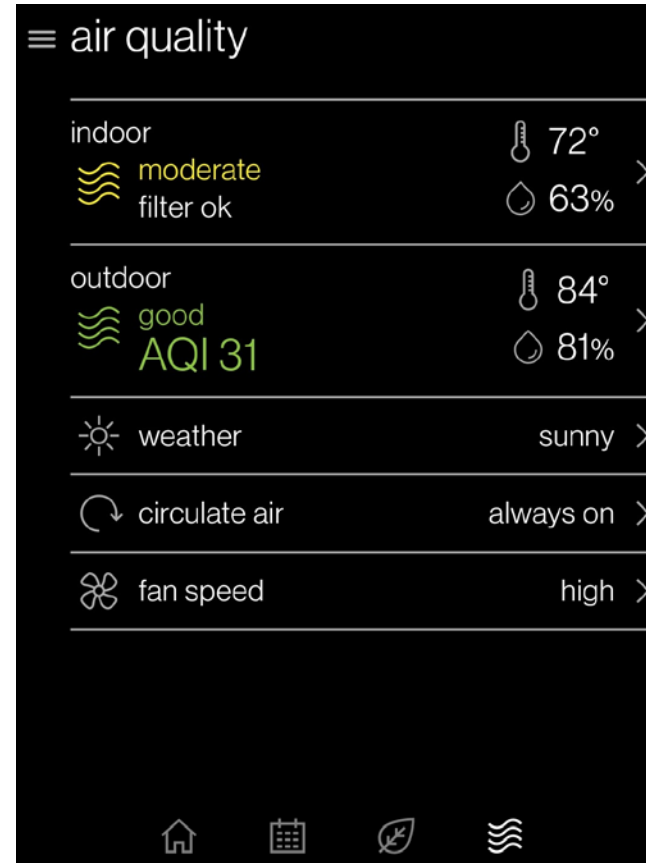 air quality
indoor
moderate
filter ok
72°
63%
outdoor
good
AQI 31
84°
81%
weather
sunny
circulate air
always on
fan speed
high